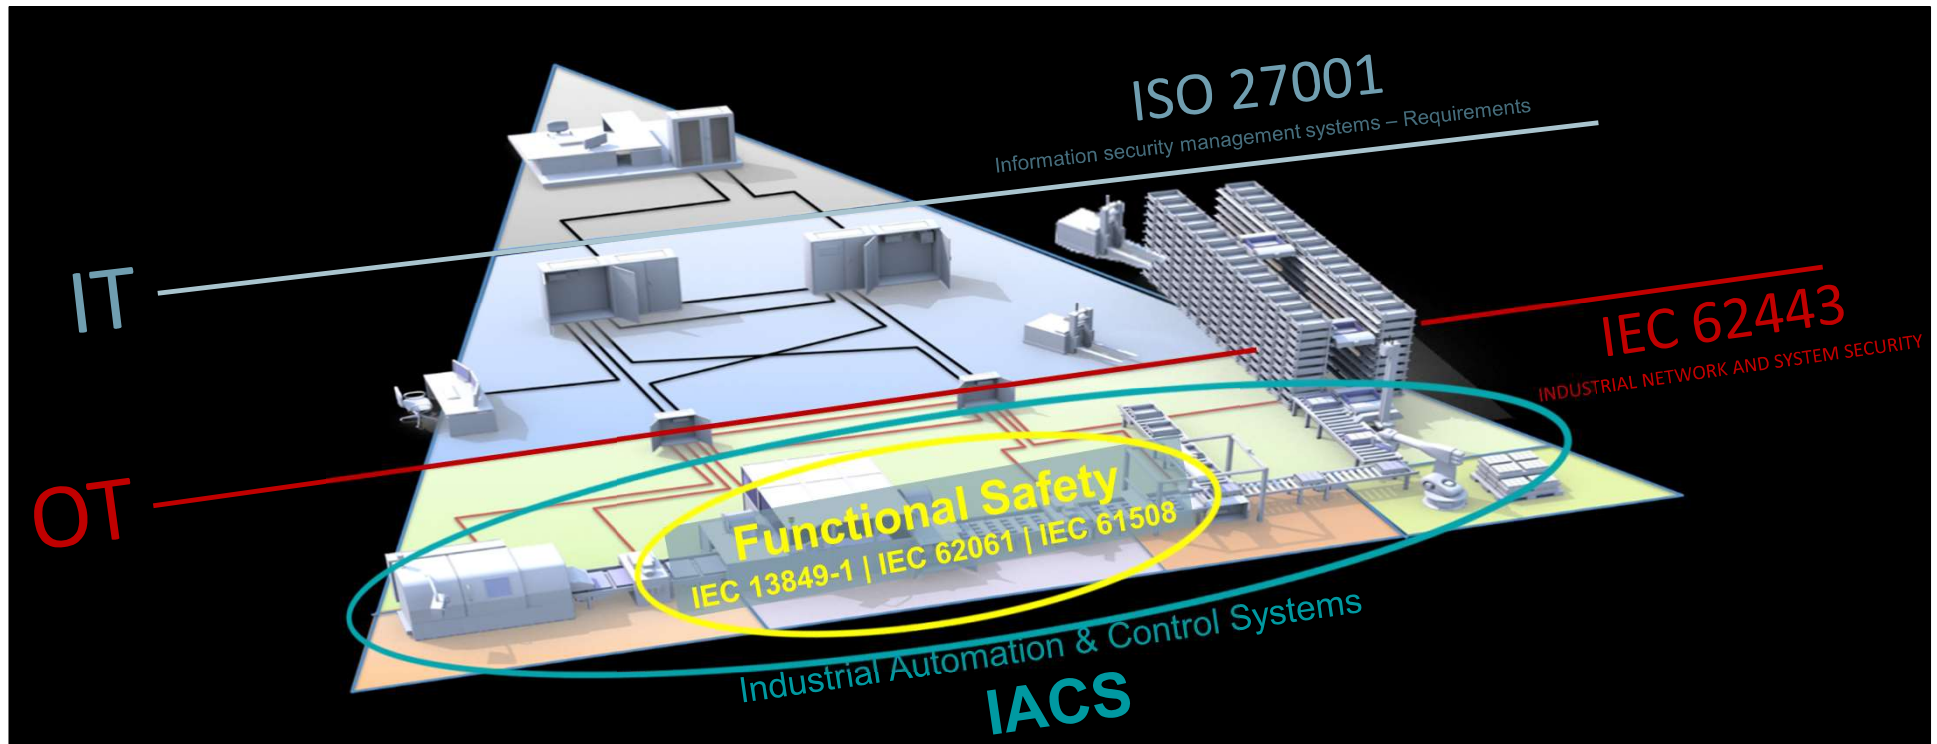 ISO 27001
Information security management systems – Requirements
IT
IEC 62443
INDUSTRIAL NETWORK AND SYSTEM SECURITY
OT
Functional Safety
IEC 13849-1 | IEC 62061 | IEC 61508
Industrial Automation & Control Systems
IACS